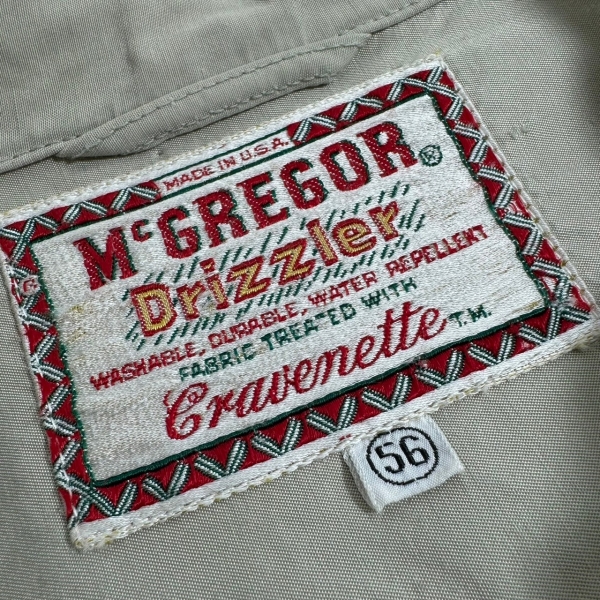 MADE IN U.S.A.
McGREGOR®
Drizzler
WASHABLE, DURABLE, WATER REPELLENT
FABRIC TREATED WITH
Cravenette T.M.
56